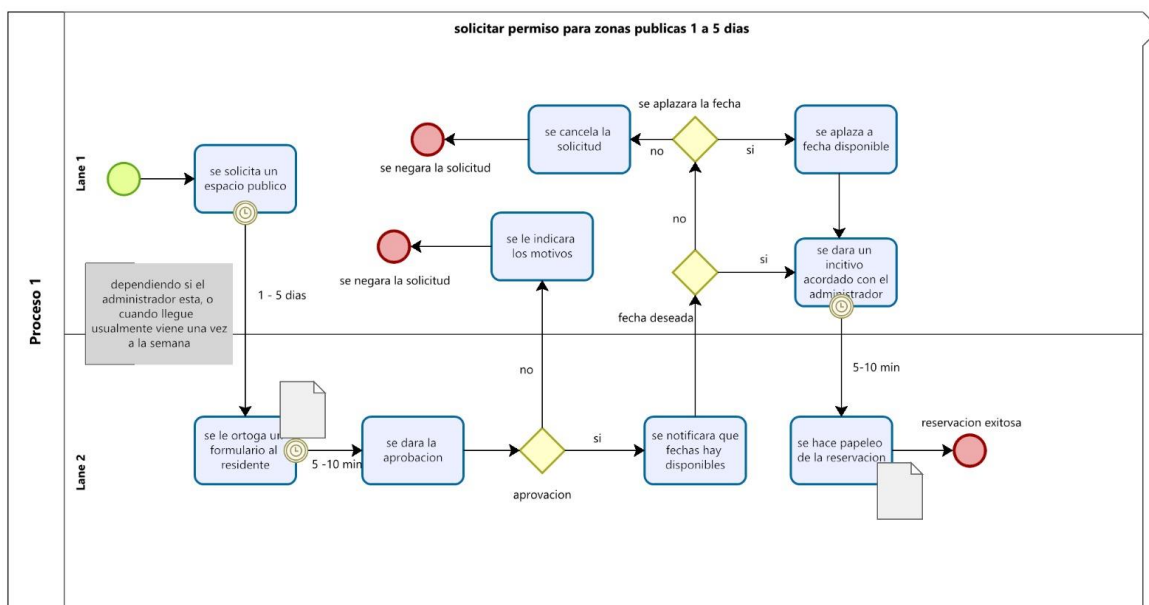 solicitar permiso para zonas publicas 1 a 5 dias
Proceso 1
Lane 1
se solicita un
espacio publico
1 - 5 dias
dependiendo si el
administrador esta, o
cuando llegue
usualmente viene una vez
a la semana
se negara la solicitud
se cancela la
solicitud
no
se aplazara la fecha
si
se aplaza a
fecha disponible
se negara la solicitud
se le indicara
los motivos
no
no
si
fecha deseada
se dara un
incitivo
acordado con el
administrador
5-10 min
Lane 2
se le ortoga un
formulario al
residente
5 -10 min
se dara la
aprobacion
aprovacion
si
se notificara que
fechas hay
disponibles
se hace papeleo
de la reservacion
reservacion exitosa